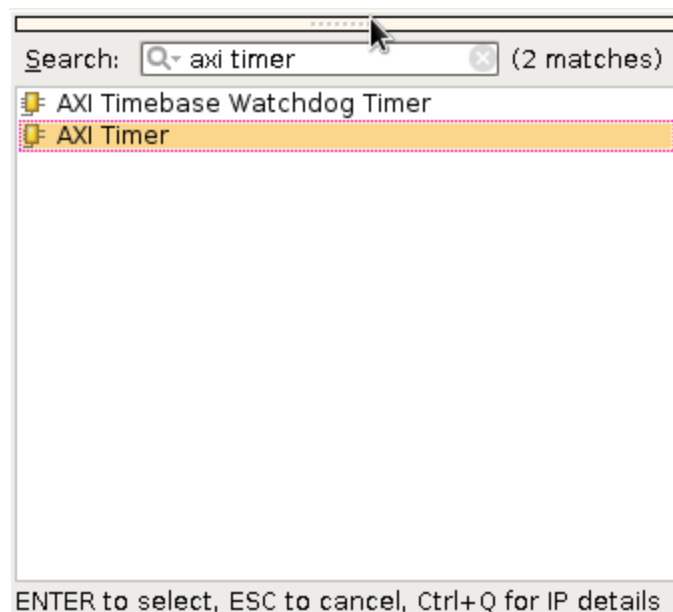 Search: axi timer (2 matches)
AXI Timebase Watchdog Timer
AXI Timer
ENTER to select, ESC to cancel, Ctrl+Q for IP details